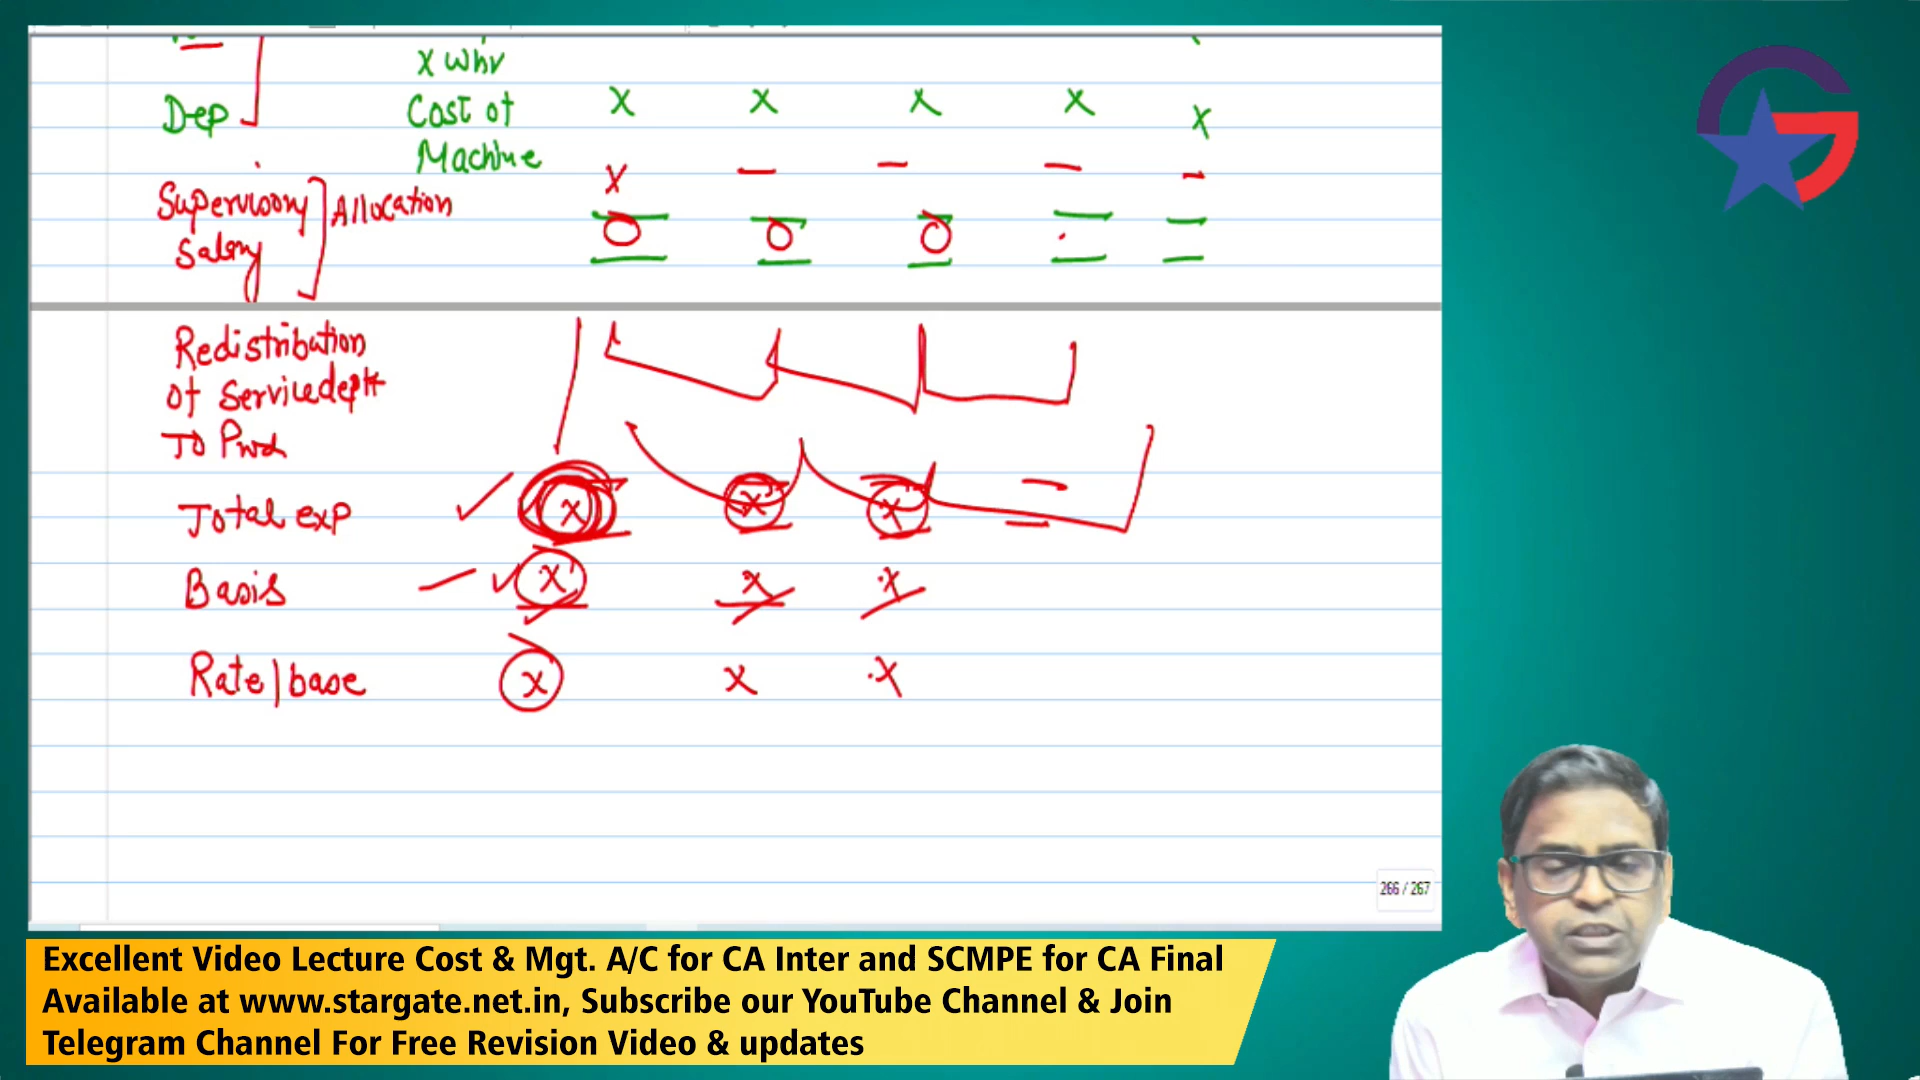 x Whr
Dep Cost of x x x x x
Machine x — — — -
Supervisory Allocation
Salary
Redistribution
of Service dept
TO Prod
Total exp x x x
Basis x x x
Rate/base x x x
266 / 267
Excellent Video Lecture Cost & Mgt. A/C for CA Inter and SCMPE for CA Final
Available at www.stargate.net.in, Subscribe our YouTube Channel & Join
Telegram Channel For Free Revision Video & updates